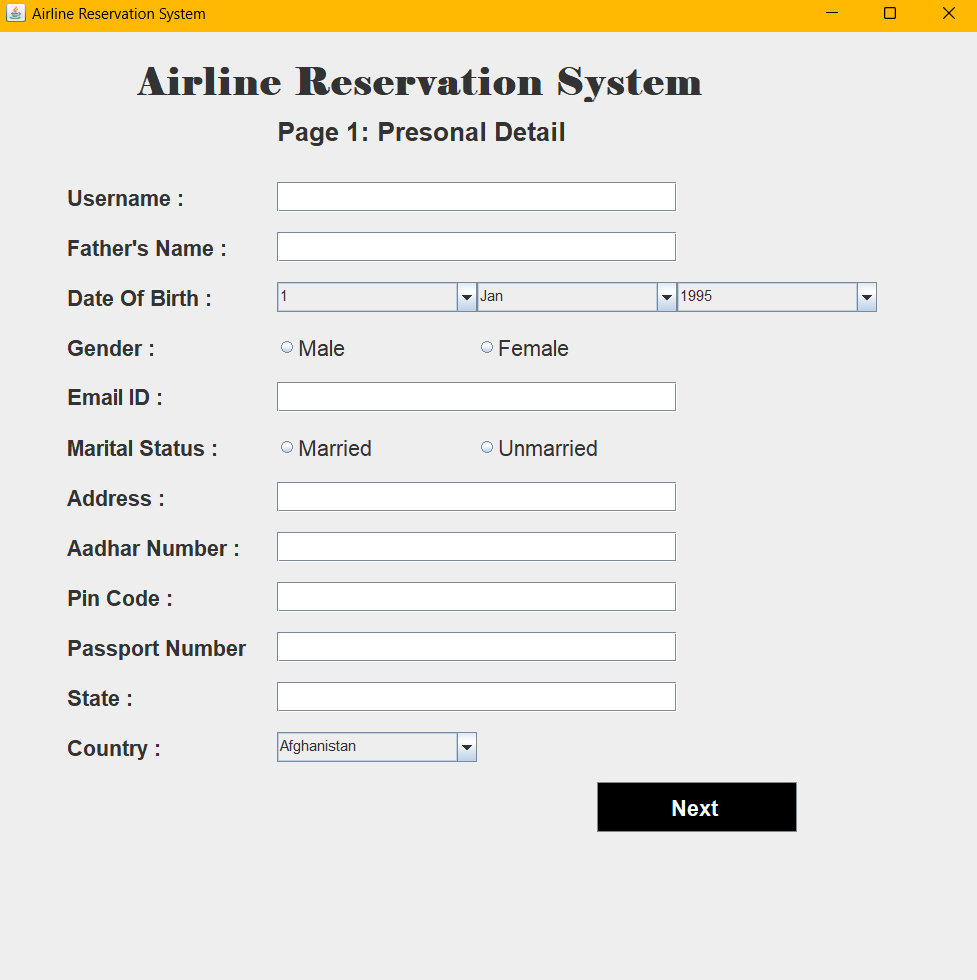 Airline Reservation System
Airline Reservation System
Page 1: Presonal Detail
Username :
Father's Name :
Date Of Birth : 1 Jan 1995
Gender : Male Female
Email ID :
Marital Status : Married Unmarried
Address :
Aadhar Number :
Pin Code :
Passport Number
State :
Country : Afghanistan
Next